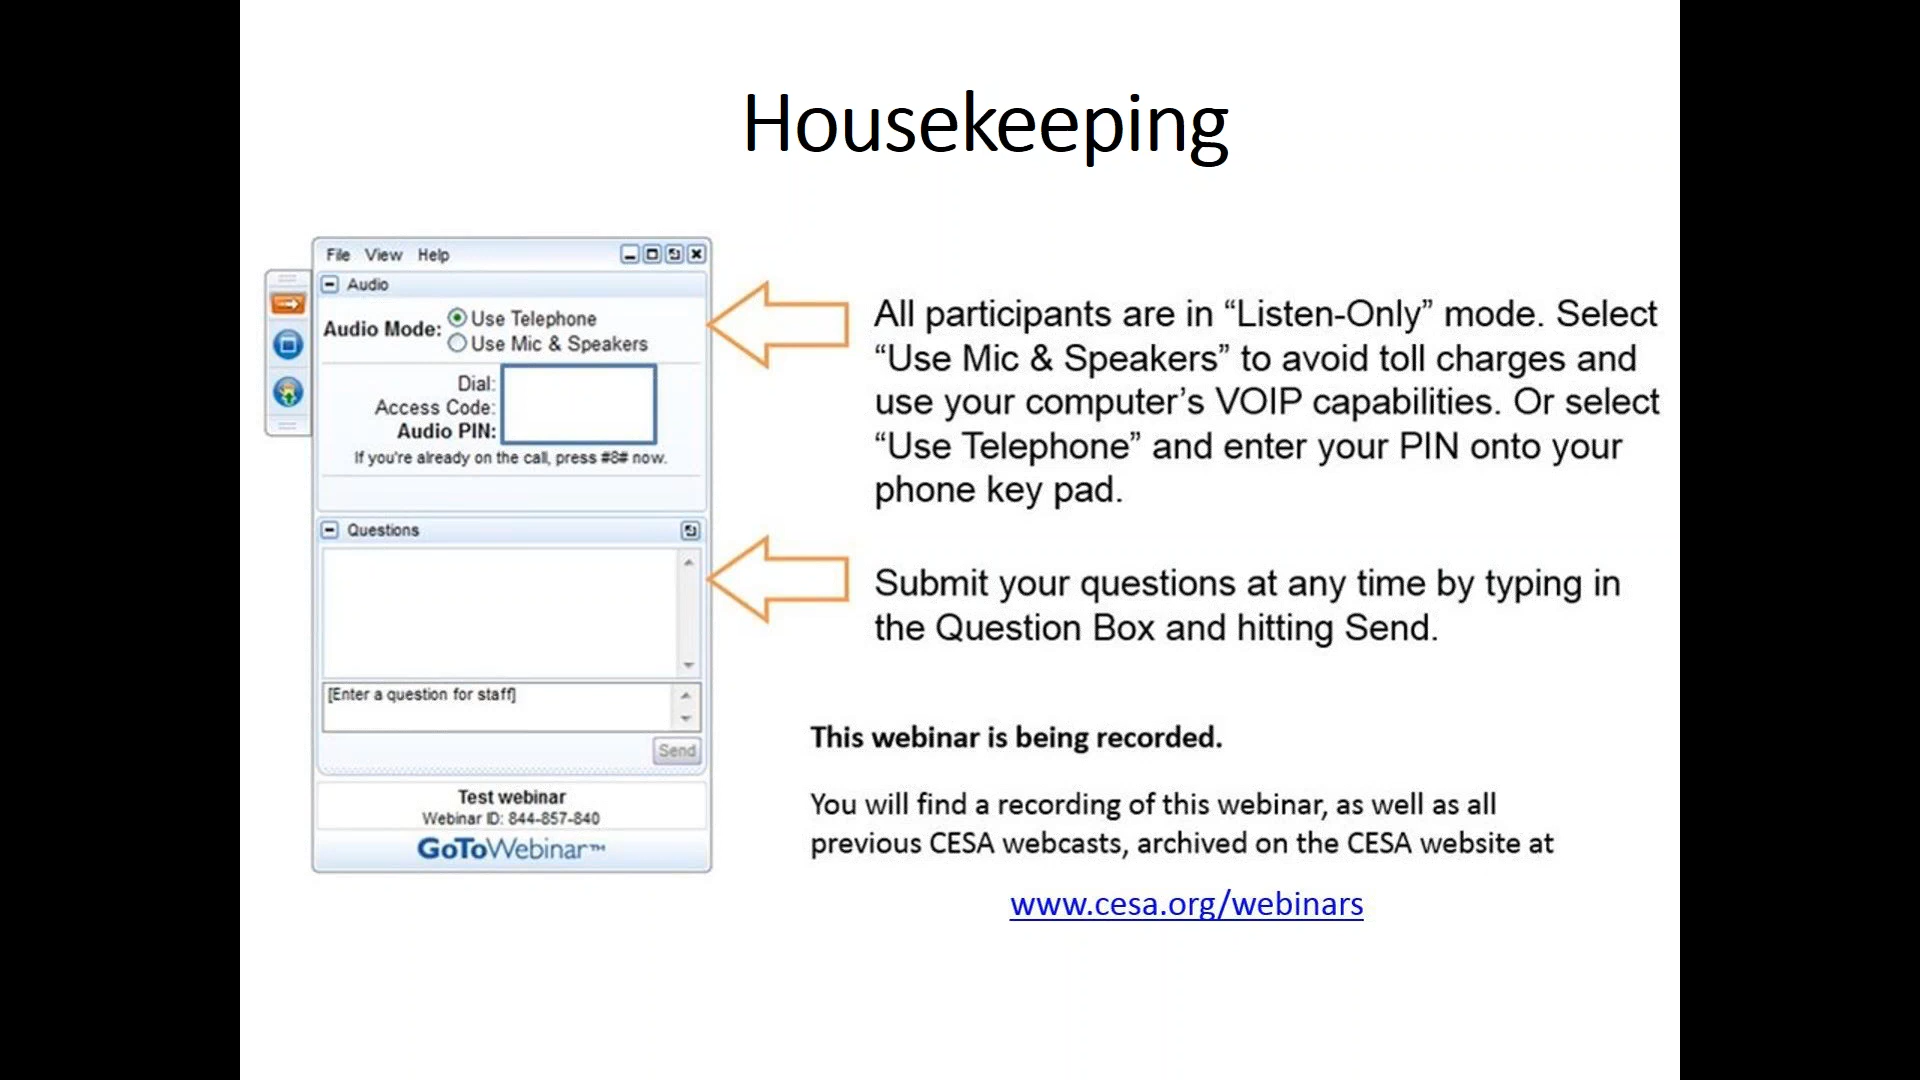 Housekeeping
File View Help
Audio
Audio Mode: Use Telephone
Use Mic & Speakers
Dial:
Access Code:
Audio PIN:
If you're already on the call, press #8# now.
Questions
[Enter a question for staff]
Send
Test webinar
Webinar ID: 844-857-840
GoToWebinar™
All participants are in “Listen-Only” mode. Select
“Use Mic & Speakers” to avoid toll charges and
use your computer’s VOIP capabilities. Or select
“Use Telephone” and enter your PIN onto your
phone key pad.
Submit your questions at any time by typing in
the Question Box and hitting Send.
This webinar is being recorded.
You will find a recording of this webinar, as well as all
previous CESA webcasts, archived on the CESA website at
www.cesa.org/webinars